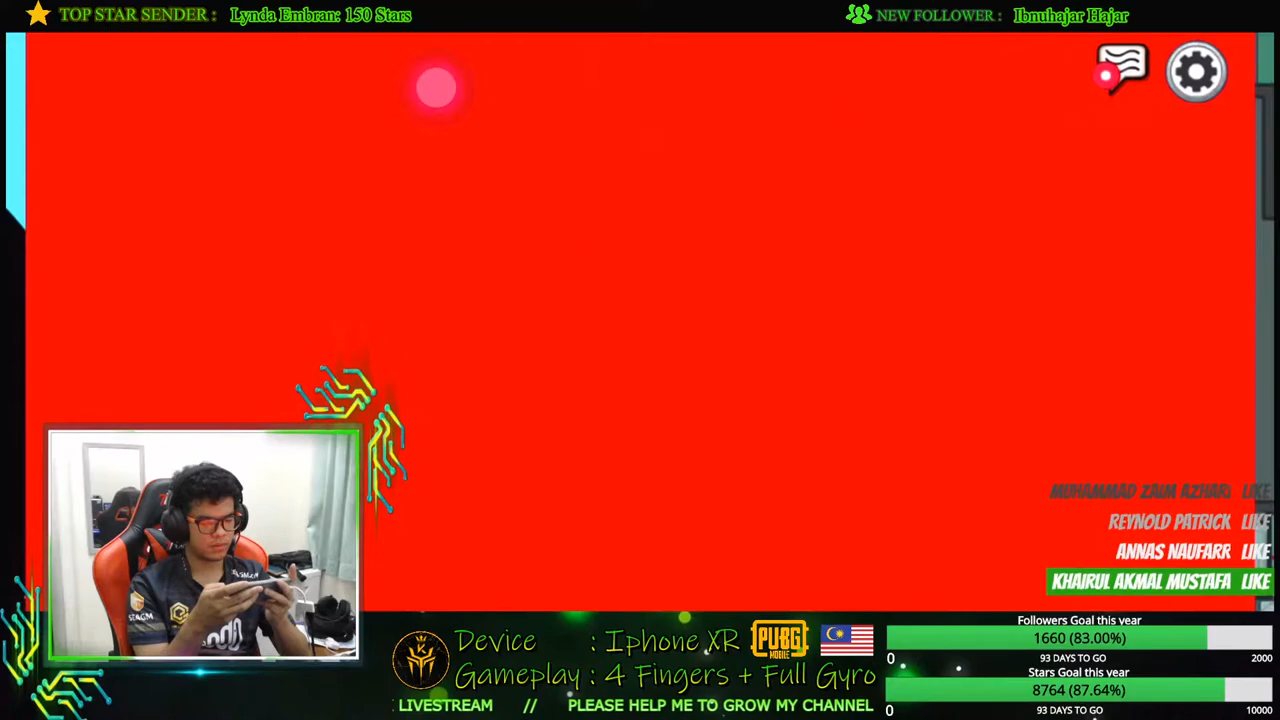 TOP STAR SENDER : Lynda Embran: 150 Stars
NEW FOLLOWER : Ibnuhajar Hajar
MUHAMMAD ZAIM AZHARI LIKE
REYNOLD PATRICK LIKE
ANNAS NAUFARR LIKE
KHAIRUL AKMAL MUSTAFA LIKE
SEAGM
Device : Iphone XR
PUBG
MOBILE
Gameplay : 4 Fingers + Full Gyro
LIVESTREAM // PLEASE HELP ME TO GROW MY CHANNEL
Followers Goal this year
1660 (83.00%)
0 93 DAYS TO GO 2000
Stars Goal this year
8764 (87.64%)
0 93 DAYS TO GO 10000